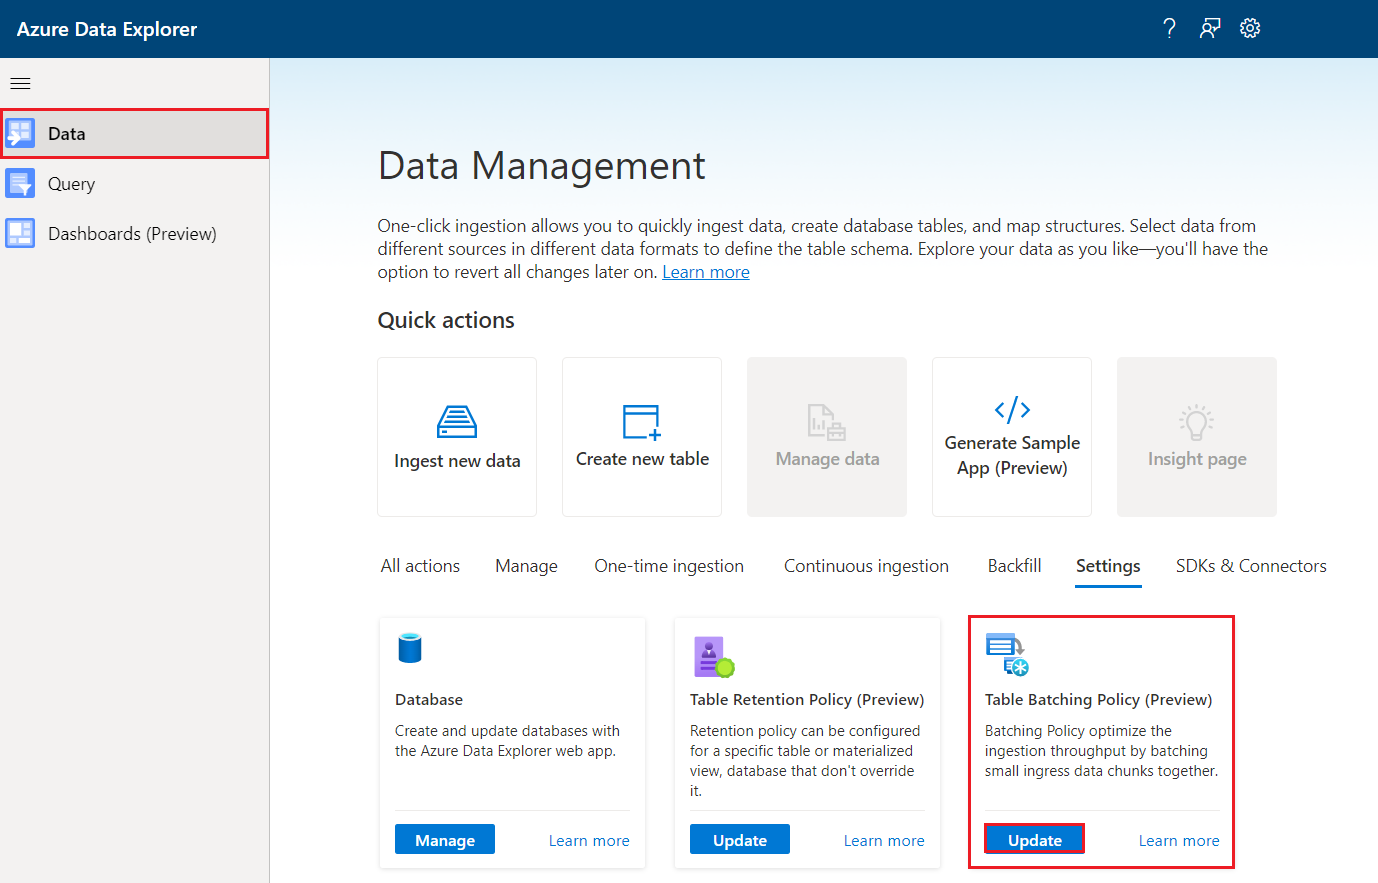 Azure Data Explorer
Data
Query
Dashboards (Preview)
Data Management
One-click ingestion allows you to quickly ingest data, create database tables, and map structures. Select data from
different sources in different data formats to define the table schema. Explore your data as you like—you'll have the
option to revert all changes later on. Learn more
Quick actions
Ingest new data
Create new table
Manage data
Generate Sample
App (Preview)
Insight page
All actions Manage One-time ingestion Continuous ingestion Backfill Settings SDKs & Connectors
Database
Create and update databases with
the Azure Data Explorer web app.
Manage Learn more
Table Retention Policy (Preview)
Retention policy can be configured
for a specific table or materialized
view, database that don't override
it.
Update Learn more
Table Batching Policy (Preview)
Batching Policy optimize the
ingestion throughput by batching
small ingress data chunks together.
Update Learn more